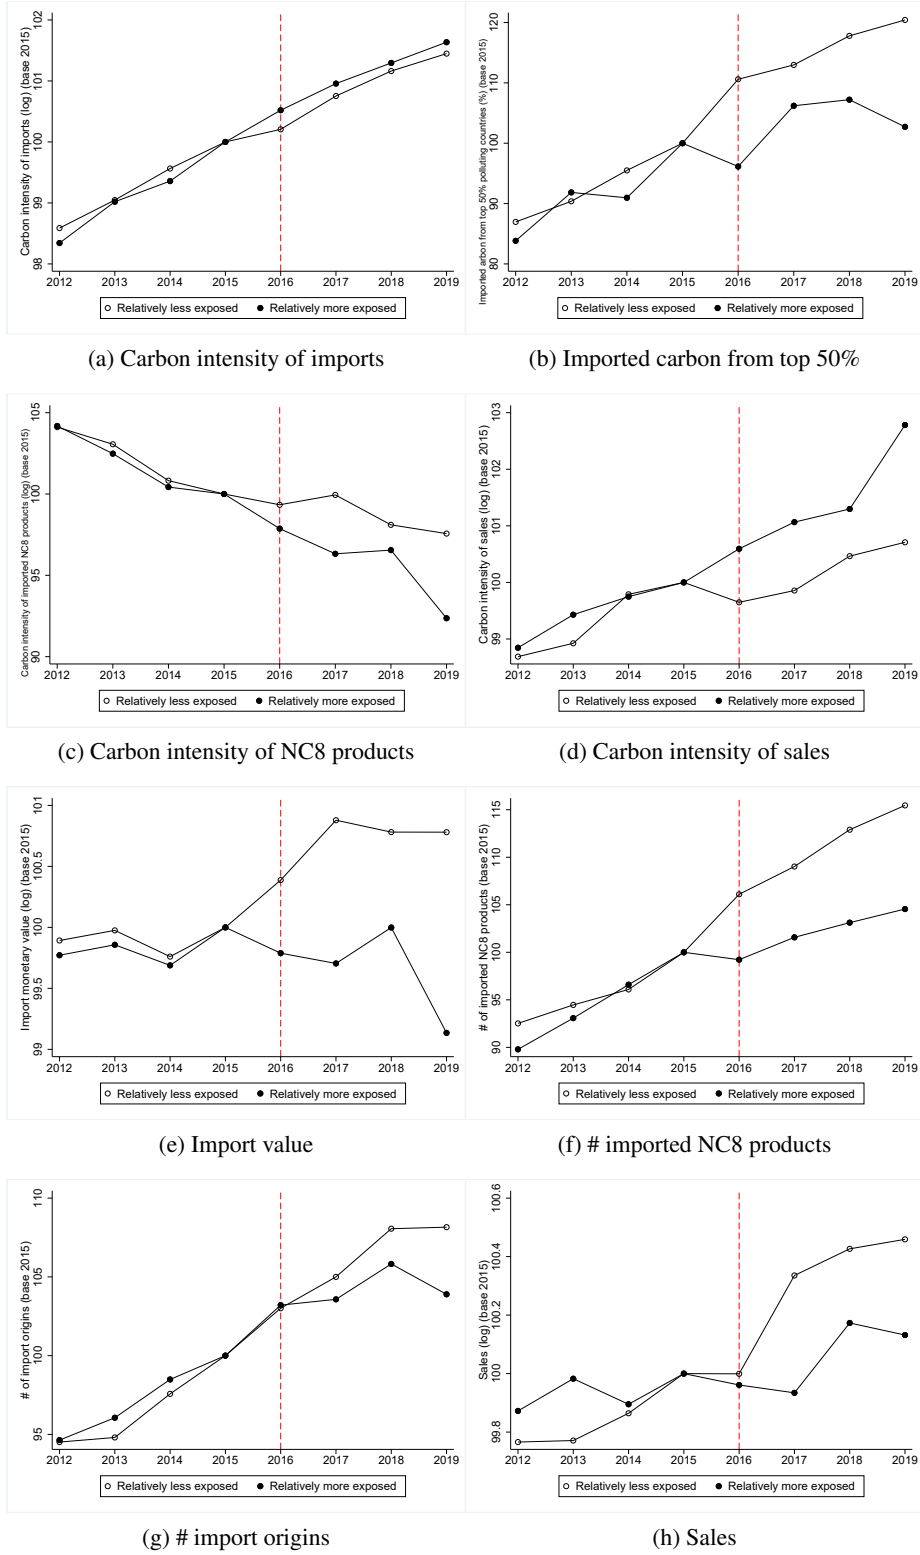 Carbon intensity of imports (log) (base 2015)
98 99 100 101 102
2012 2013 2014 2015 2016 2017 2018 2019
Relatively less exposed Relatively more exposed
(a) Carbon intensity of imports
Imported arbon from top 50% polluting countries (%) (base 2015)
80 90 100 110 120
2012 2013 2014 2015 2016 2017 2018 2019
Relatively less exposed Relatively more exposed
(b) Imported carbon from top 50%
Carbon intensity of imported NC8 products (log) (base 2015)
90 95 100 105
2012 2013 2014 2015 2016 2017 2018 2019
Relatively less exposed Relatively more exposed
(c) Carbon intensity of NC8 products
Carbon intensity of sales (log) (base 2015)
99 100 101 102 103
2012 2013 2014 2015 2016 2017 2018 2019
Relatively less exposed Relatively more exposed
(d) Carbon intensity of sales
Import monetary value (log) (base 2015)
99 99.5 100 100.5 101
2012 2013 2014 2015 2016 2017 2018 2019
Relatively less exposed Relatively more exposed
(e) Import value
# of imported NC8 products (base 2015)
90 95 100 105 110 115
2012 2013 2014 2015 2016 2017 2018 2019
Relatively less exposed Relatively more exposed
(f) # imported NC8 products
# of import origins (base 2015)
95 100 105 110
2012 2013 2014 2015 2016 2017 2018 2019
Relatively less exposed Relatively more exposed
(g) # import origins
Sales (log) (base 2015)
99.8 100 100.2 100.4 100.6
2012 2013 2014 2015 2016 2017 2018 2019
Relatively less exposed Relatively more exposed
(h) Sales